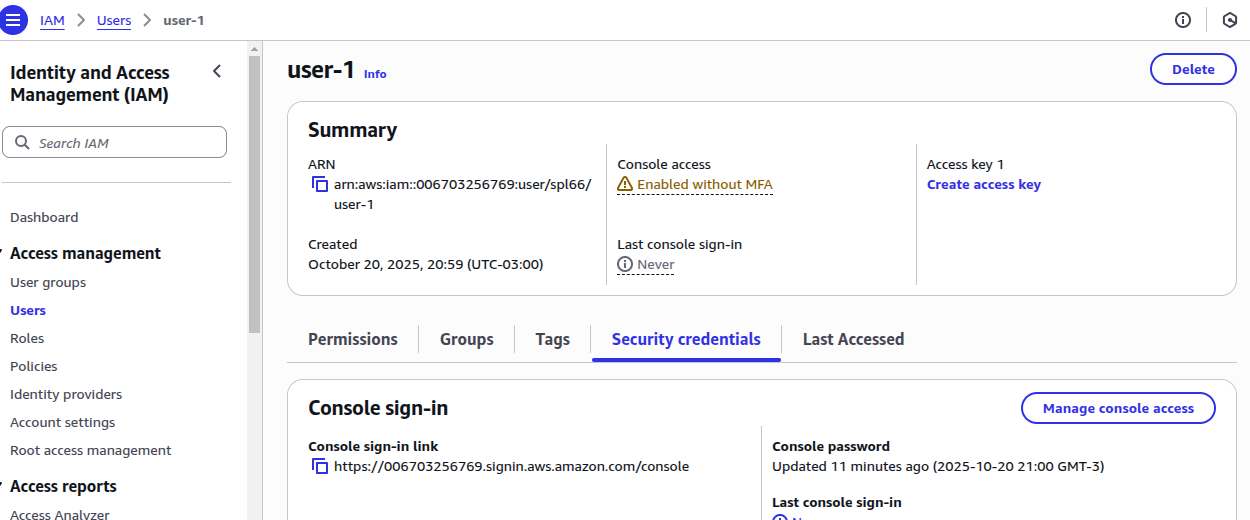 IAM > Users > user-1
Identity and Access
Management (IAM)
Search IAM
Dashboard
Access management
User groups
Users
Roles
Policies
Identity providers
Account settings
Root access management
Access reports
Access Analyzer
user-1 Info
Delete
Summary
ARN
arn:aws:iam::006703256769:user/spl66/
user-1
Created
October 20, 2025, 20:59 (UTC-03:00)
Console access
Enabled without MFA
Last console sign-in
Never
Access key 1
Create access key
Permissions
Groups
Tags
Security credentials
Last Accessed
Console sign-in
Manage console access
Console sign-in link
https://006703256769.signin.aws.amazon.com/console
Console password
Updated 11 minutes ago (2025-10-20 21:00 GMT-3)
Last console sign-in